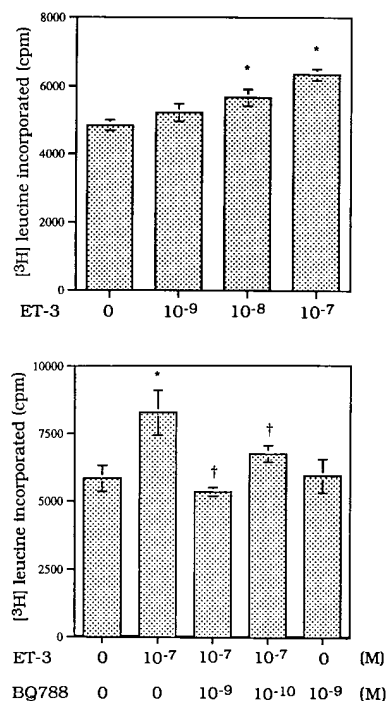 8000
6000
4000
2000
0
[³H] leucine incorporated (cpm)
* *
ET-3 0 10⁻⁹ 10⁻⁸ 10⁻⁷
10000
7500
5000
2500
0
[³H] leucine incorporated (cpm)
* † †
ET-3 0 10⁻⁷ 10⁻⁷ 10⁻⁷ 0 (M)
BQ788 0 0 10⁻⁹ 10⁻¹⁰ 10⁻⁹ (M)